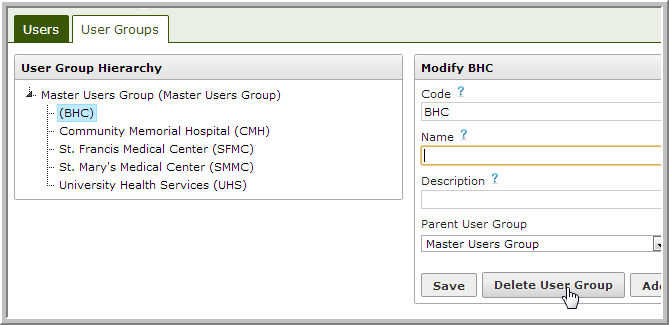 Users
User Groups
User Group Hierarchy
Master Users Group (Master Users Group)
(BHC)
Community Memorial Hospital (CMH)
St. Francis Medical Center (SFMC)
St. Mary's Medical Center (SMMC)
University Health Services (UHS)
Modify BHC
Code ?
BHC
Name ?
Description ?
Parent User Group
Master Users Group
Save
Delete User Group